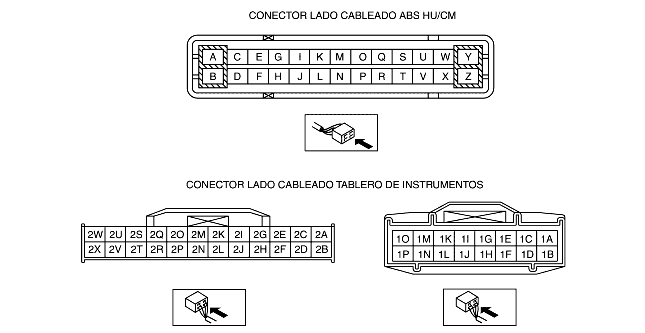 CONECTOR LADO CABLEADO ABS HU/CM
A C E G I K M O Q S U W Y
B D F H J L N P R T V X Z
CONECTOR LADO CABLEADO TABLERO DE INSTRUMENTOS
2W 2U 2S 2Q 2O 2M 2K 2I 2G 2E 2C 2A
2X 2V 2T 2R 2P 2N 2L 2J 2H 2F 2D 2B
1O 1M 1K 1I 1G 1E 1C 1A
1P 1N 1L 1J 1H 1F 1D 1B